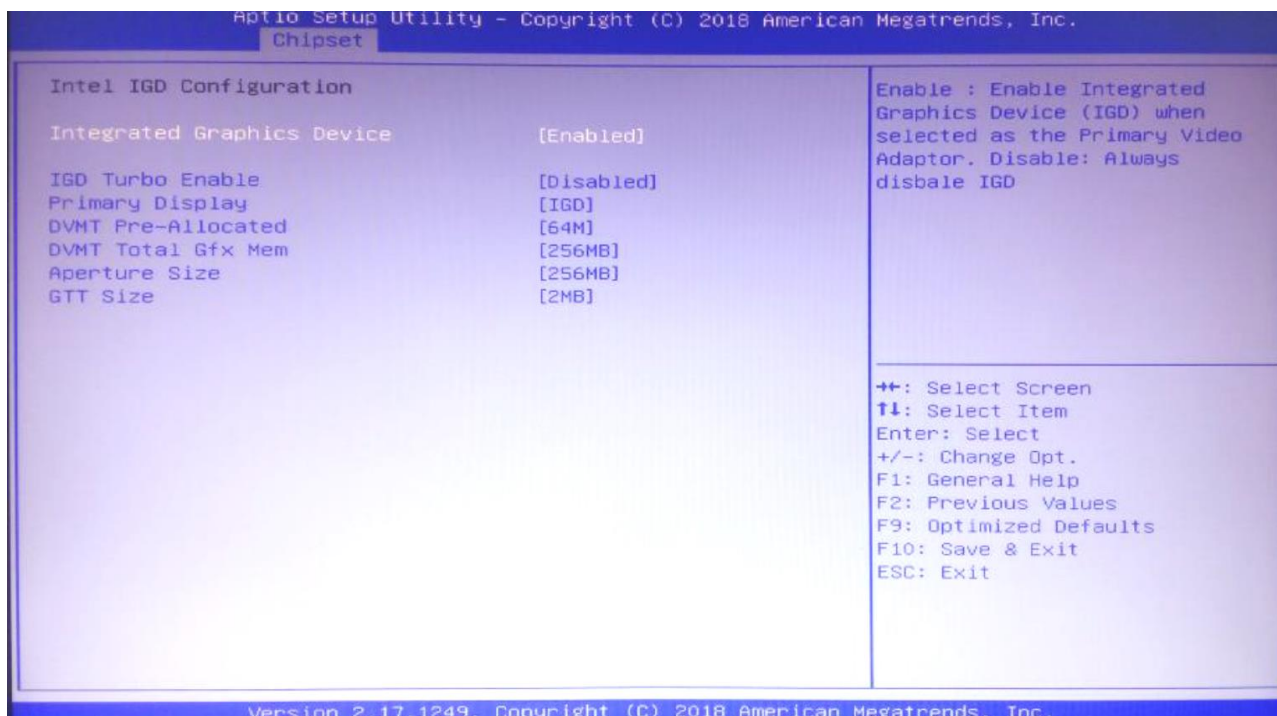 Aptio Setup Utility – Copyright (C) 2018 American Megatrends, Inc.
Chipset
Intel IGD Configuration
Integrated Graphics Device [Enabled]
IGD Turbo Enable [Disabled]
Primary Display [IGD]
DVMT Pre-Allocated [64M]
DVMT Total Gfx Mem [256MB]
Aperture Size [256MB]
GTT Size [2MB]
Enable : Enable Integrated
Graphics Device (IGD) when
selected as the Primary Video
Adaptor. Disable: Always
disbale IGD
→←: Select Screen
↑↓: Select Item
Enter: Select
+/-: Change Opt.
F1: General Help
F2: Previous Values
F9: Optimized Defaults
F10: Save & Exit
ESC: Exit
Version 2.17.1249. Copyright (C) 2018 American Megatrends, Inc.